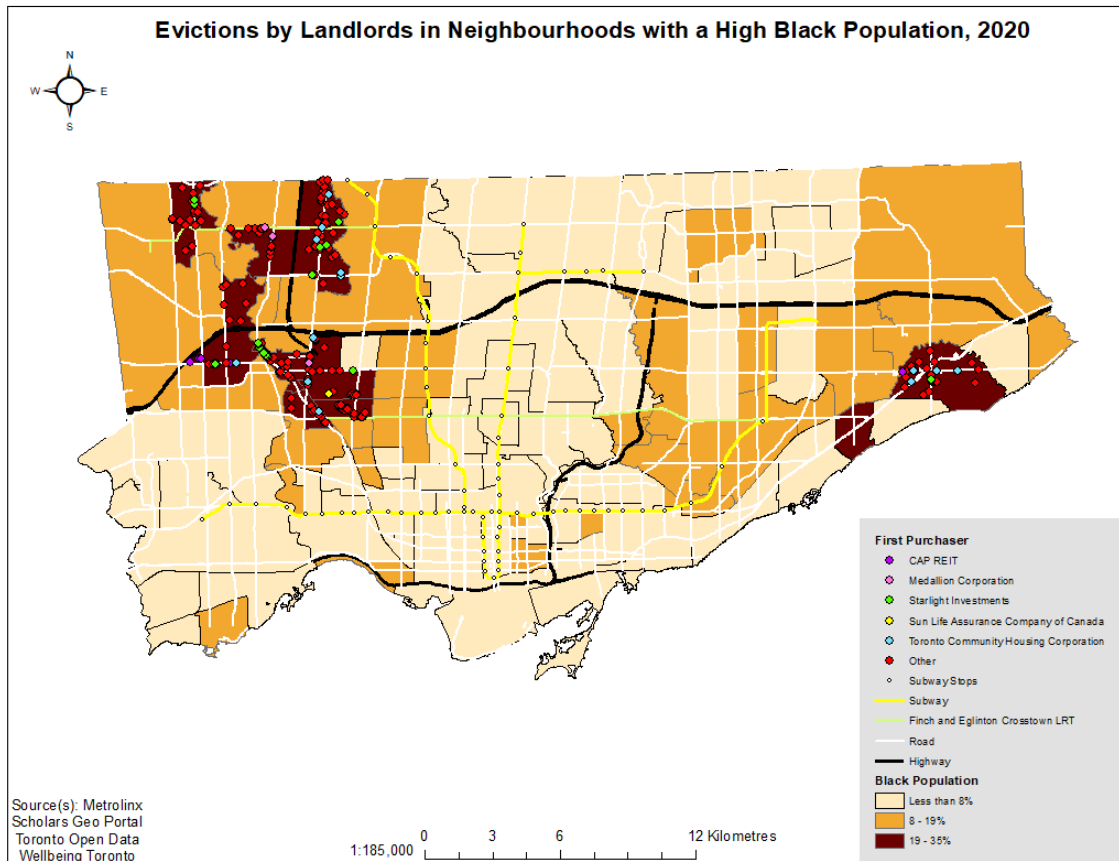 Evictions by Landlords in Neighbourhoods with a High Black Population, 2020
N
W E
S
First Purchaser
CAP REIT
Medallion Corporation
Starlight Investments
Sun Life Assurance Company of Canada
Toronto Community Housing Corporation
Other
Subway Stops
Subway
Finch and Eglinton Crosstown LRT
Road
Highway
Black Population
Less than 8%
8 - 19%
19 - 35%
Source(s): Metrolinx
Scholars Geo Portal
Toronto Open Data
Wellbeing Toronto
0 3 6 12 Kilometres
1:185,000